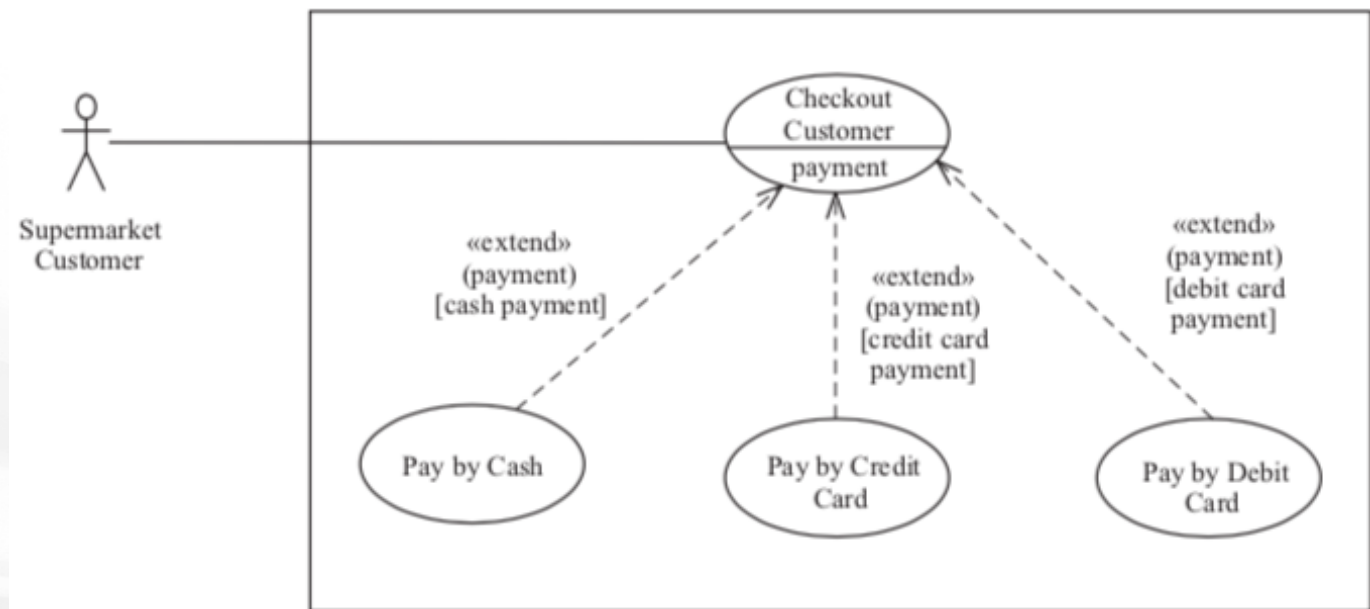 Checkout
Customer
payment
Supermarket
Customer
«extend»
(payment)
[cash payment]
«extend»
(payment)
[credit card
payment]
«extend»
(payment)
[debit card
payment]
Pay by Cash
Pay by Credit
Card
Pay by Debit
Card